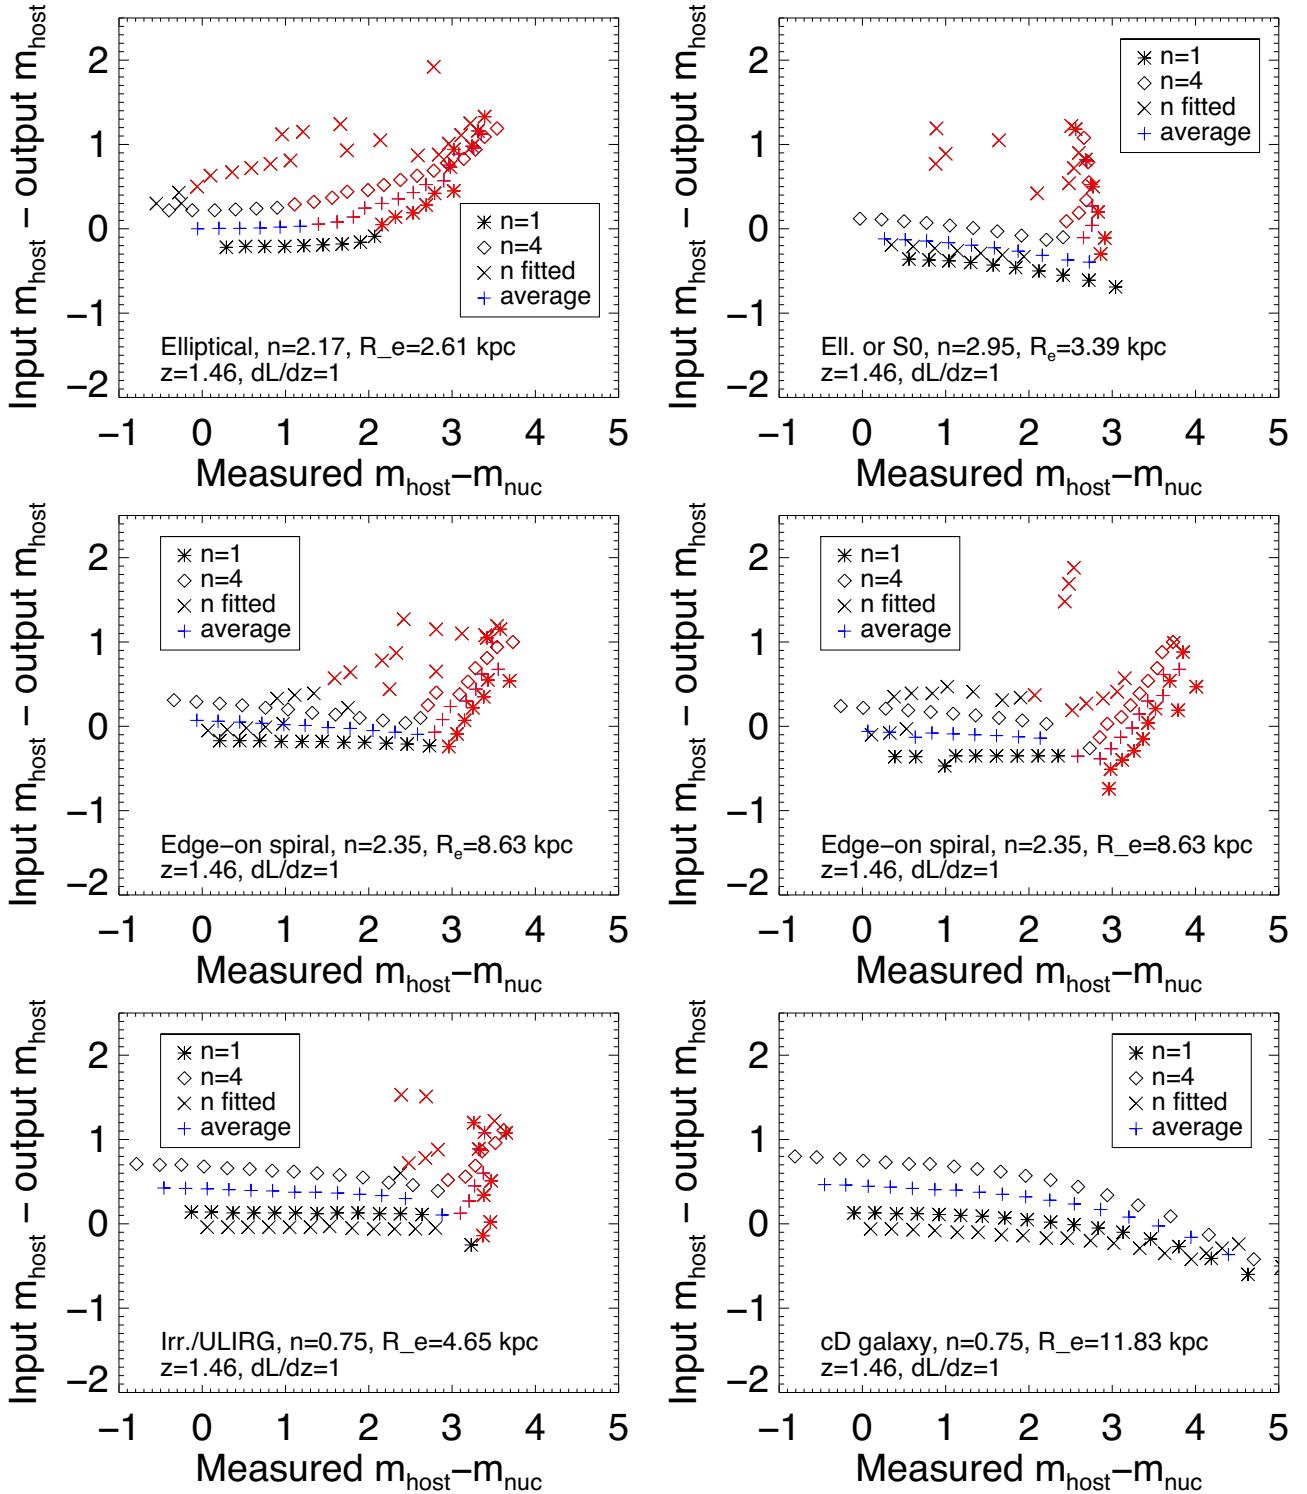 Input m_host − output m_host
2
1
0
−1
−2
n=1
n=4
n fitted
average
Elliptical, n=2.17, R_e=2.61 kpc
z=1.46, dL/dz=1
−1 0 1 2 3 4 5
Measured m_host−m_nuc
Input m_host − output m_host
2
1
0
−1
−2
n=1
n=4
n fitted
average
Ell. or S0, n=2.95, R_e=3.39 kpc
z=1.46, dL/dz=1
−1 0 1 2 3 4 5
Measured m_host−m_nuc
Input m_host − output m_host
2
1
0
−1
−2
n=1
n=4
n fitted
average
Edge−on spiral, n=2.35, R_e=8.63 kpc
z=1.46, dL/dz=1
−1 0 1 2 3 4 5
Measured m_host−m_nuc
Input m_host − output m_host
2
1
0
−1
−2
n=1
n=4
n fitted
average
Edge−on spiral, n=2.35, R_e=8.63 kpc
z=1.46, dL/dz=1
−1 0 1 2 3 4 5
Measured m_host−m_nuc
Input m_host − output m_host
2
1
0
−1
−2
n=1
n=4
n fitted
average
Irr./ULIRG, n=0.75, R_e=4.65 kpc
z=1.46, dL/dz=1
−1 0 1 2 3 4 5
Measured m_host−m_nuc
Input m_host − output m_host
2
1
0
−1
−2
n=1
n=4
n fitted
average
cD galaxy, n=0.75, R_e=11.83 kpc
z=1.46, dL/dz=1
−1 0 1 2 3 4 5
Measured m_host−m_nuc